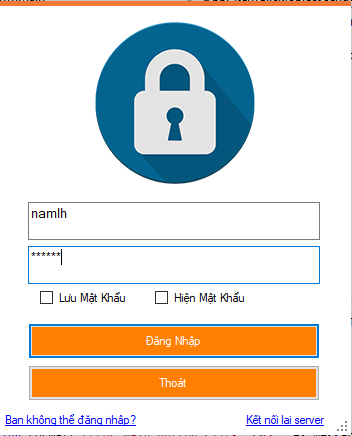 namlh
******
Lưu Mật Khẩu
Hiện Mật Khẩu
Đăng Nhập
Thoát
Bạn không thể đăng nhập?
Kết nối lại server